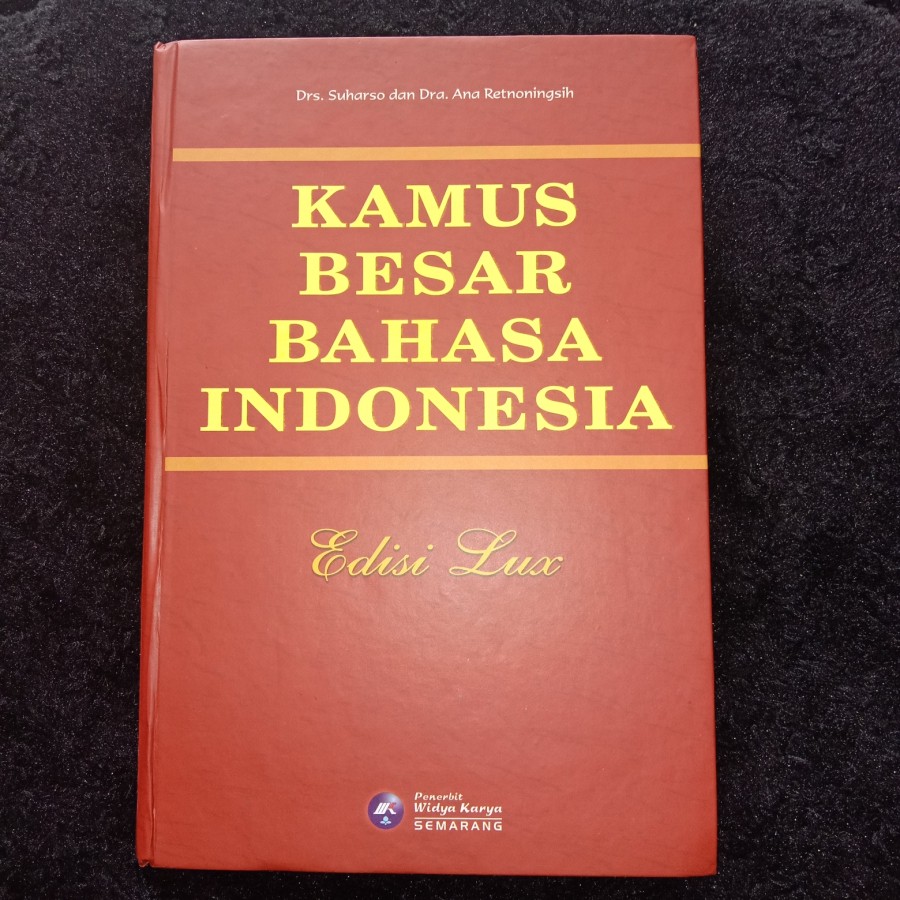 Drs. Suharso dan Dra. Ana Retnoningsih
KAMUS
BESAR
BAHASA
INDONESIA
Edisi Lux
Penerbit
Widya Karya
SEMARANG